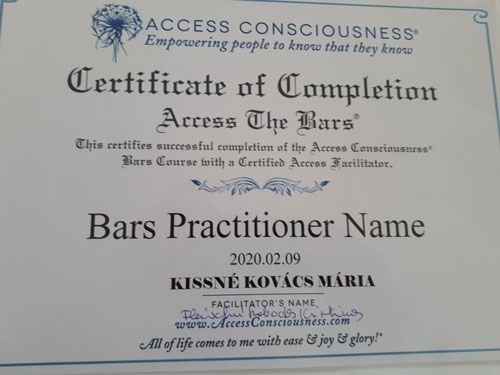 ACCESS CONSCIOUSNESS®
Empowering people to know that they know
Certificate of Completion
Access The Bars®
This certifies successful completion of the Access Consciousness®
Bars Course with a Certified Access Facilitator.
Bars Practitioner Name
2020.02.09
KISSNÉ KOVÁCS MÁRIA
FACILITATOR'S NAME,
www.AccessConsciousness.com
All of life comes to me with ease & joy & glory!®